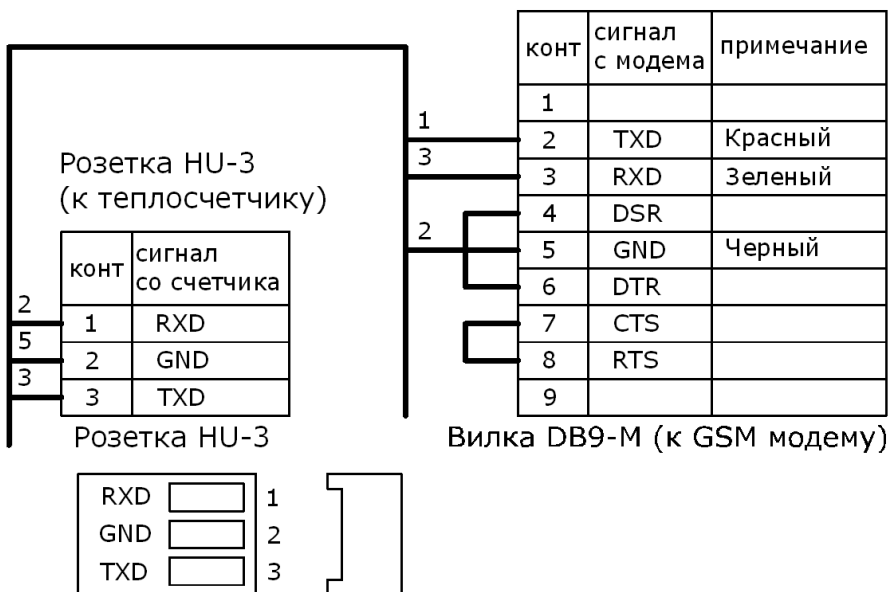 конт сигнал с модема примечание
1
1 2 TXD Красный
3 3 RXD Зеленый
4 DSR
2 5 GND Черный
6 DTR
7 CTS
8 RTS
9
Вилка DB9-M (к GSM модему)
Розетка HU-3
(к теплосчетчику)
конт сигнал со счетчика
2 1 RXD
5 2 GND
3 3 TXD
Розетка HU-3
RXD 1
GND 2
TXD 3